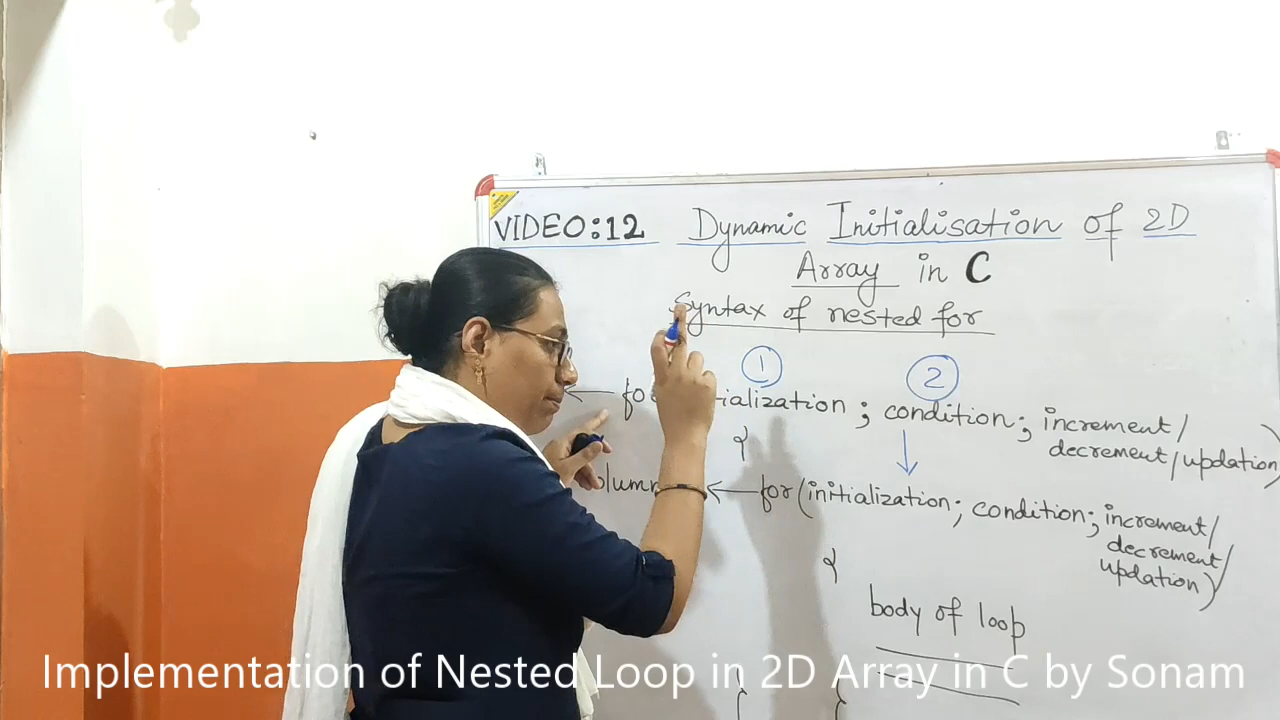 VIDEO:12 Dynamic Initialisation of 2D
Array in C
Syntax of nested for
1 2
← ; condition; increment/
decrement/updation)
{
← for(initialization; condition; increment/
decrement/
updation)
{
body of loop
}
}
Implementation of Nested Loop in 2D Array in C by Sonam